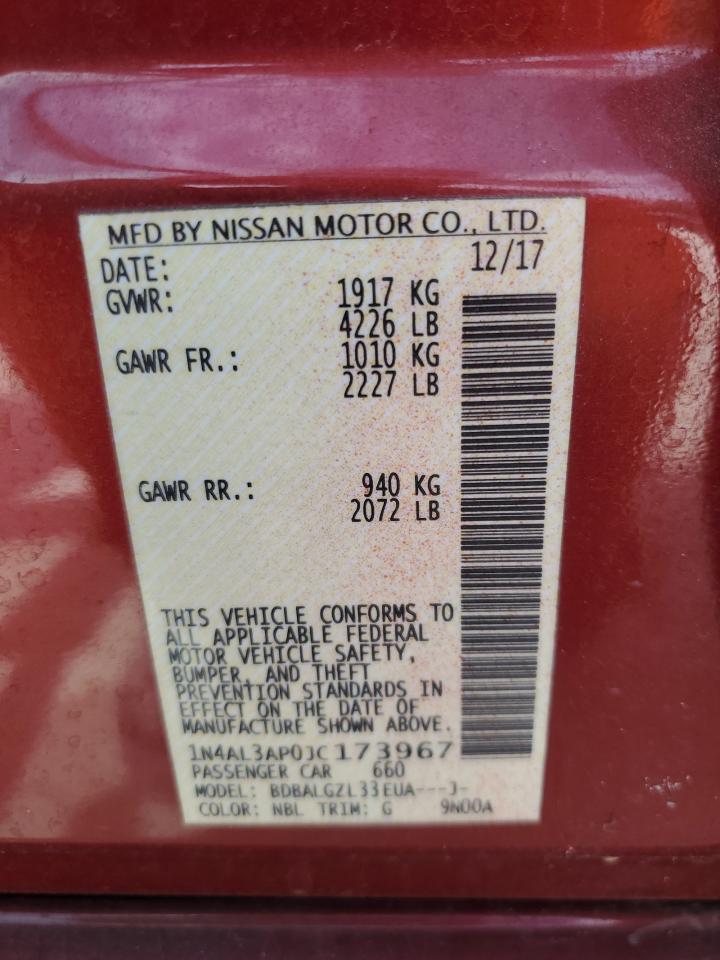 MFD BY NISSAN MOTOR CO., LTD.
DATE: 12/17
GVWR: 1917 KG
4226 LB
GAWR FR.: 1010 KG
2227 LB
GAWR RR.: 940 KG
2072 LB
THIS VEHICLE CONFORMS TO
ALL APPLICABLE FEDERAL
MOTOR VEHICLE SAFETY,
BUMPER, AND THEFT
PREVENTION STANDARDS IN
EFFECT ON THE DATE OF
MANUFACTURE SHOWN ABOVE.
1N4AL3AP0JC173967
PASSENGER CAR 660
MODEL: BDBALGZL33EUA---J-
COLOR: NBL TRIM: G 9N00A